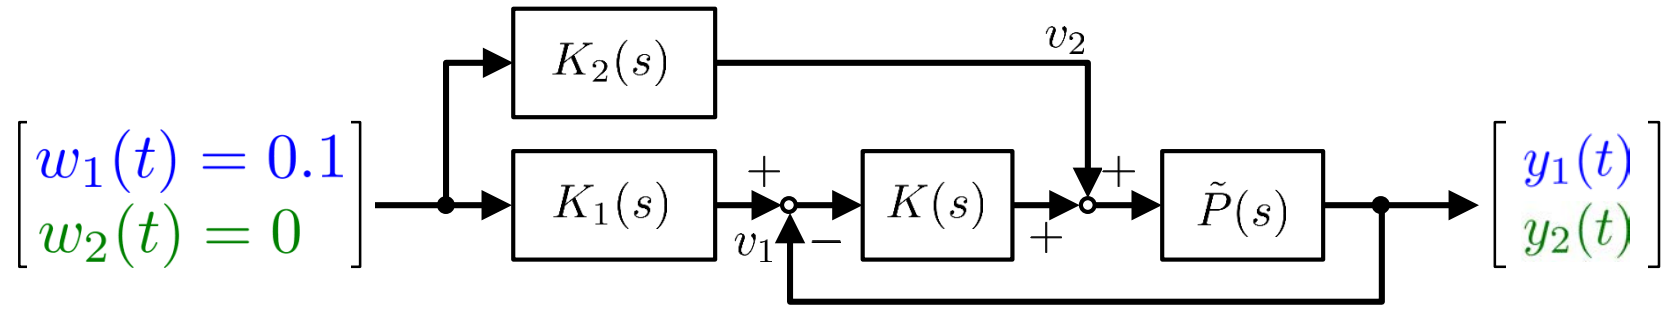 K₂(s)
v₂
w₁(t) = 0.1
w₂(t) = 0
K₁(s)
+
v₁
−
K(s)
+
+
P̃(s)
y₁(t)
y₂(t)